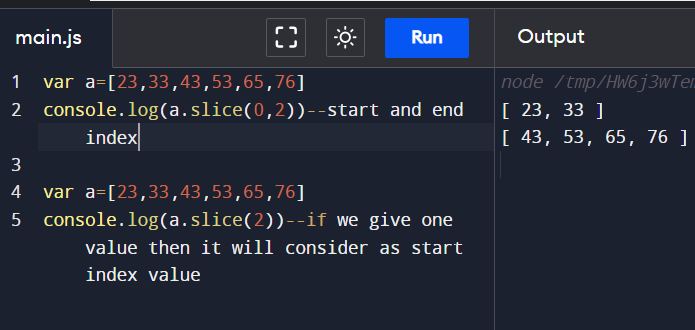 main.js
Run
Output
1 var a=[23,33,43,53,65,76]
2 console.log(a.slice(0,2))--start and end
index
3
4 var a=[23,33,43,53,65,76]
5 console.log(a.slice(2))--if we give one
value then it will consider as start
index value
node /tmp/HW6j3wTem
[ 23, 33 ]
[ 43, 53, 65, 76 ]